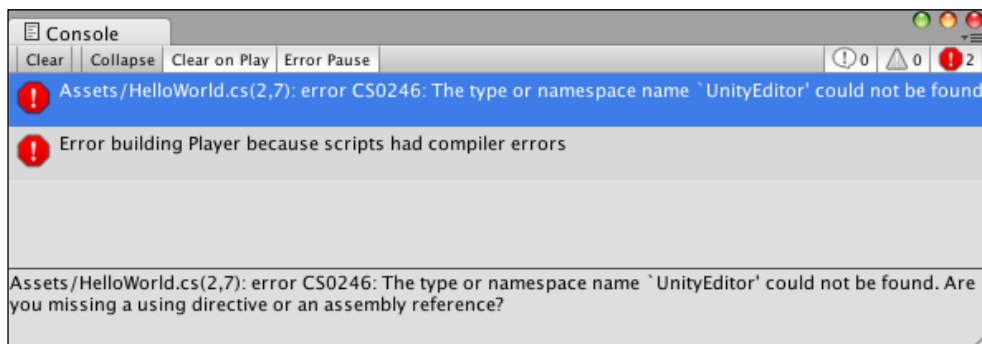 Console
Clear Collapse Clear on Play Error Pause 0 0 2
Assets/HelloWorld.cs(2,7): error CS0246: The type or namespace name `UnityEditor' could not be found
Error building Player because scripts had compiler errors
Assets/HelloWorld.cs(2,7): error CS0246: The type or namespace name `UnityEditor' could not be found. Are
you missing a using directive or an assembly reference?